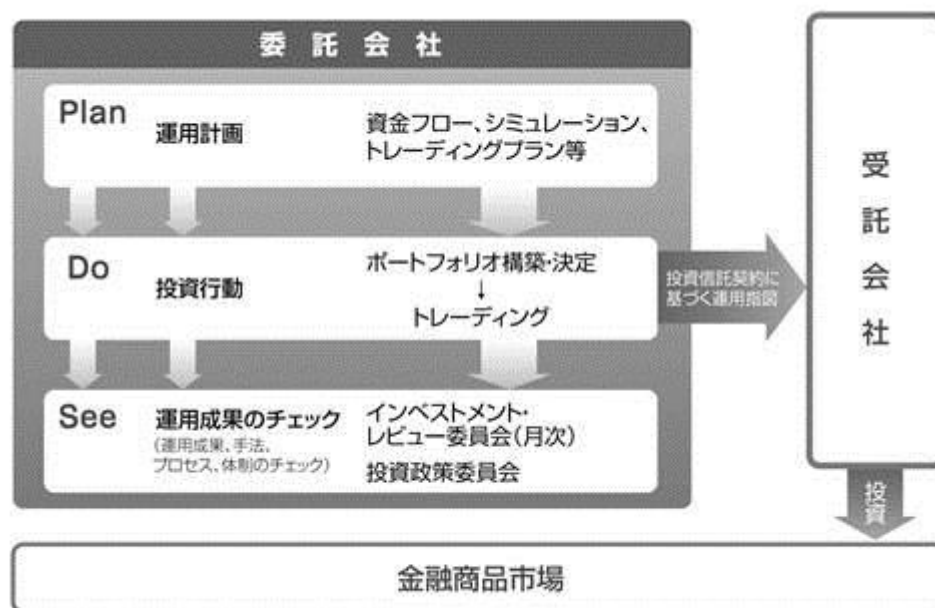 委託会社
Plan
運用計画
資金フロー、シミュレーション、
トレーディングプラン等
Do
投資行動
ポートフォリオ構築・決定
↓
トレーディング
投資信託契約に
基づく運用指図
See
運用成果のチェック
(運用成果、手法、
プロセス、体制のチェック)
インベストメント・
レビュー委員会(月次)
投資政策委員会
受託会社
投資
金融商品市場